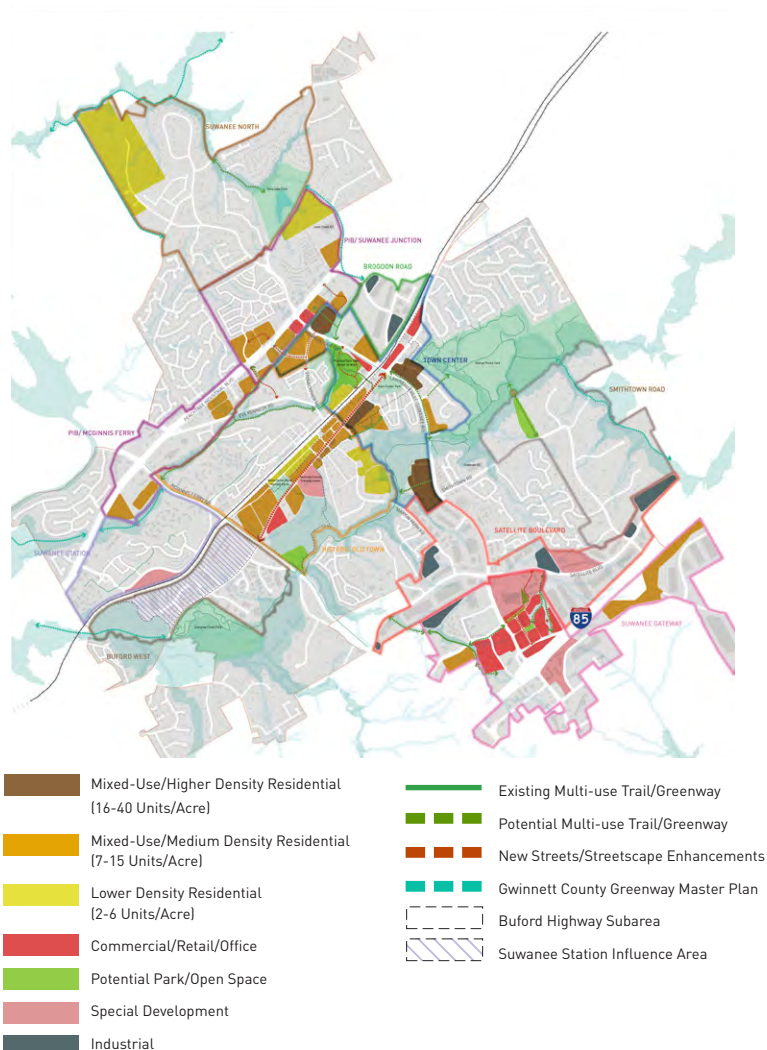 SUWANEE NORTH
PIB/ SUWANEE JUNCTION
BROGDON ROAD
TOWN CENTER
SMITHTOWN ROAD
PIB/ MCGINNIS FERRY
SATELLITE BOULEVARD
SUWANEE STATION
SATELLITE BLVD
INTERSTATE
85
SUWANEE GATEWAY
BUFORD WEST
Mixed-Use/Higher Density Residential
(16-40 Units/Acre)
Mixed-Use/Medium Density Residential
(7-15 Units/Acre)
Lower Density Residential
(2-6 Units/Acre)
Commercial/Retail/Office
Potential Park/Open Space
Special Development
Industrial
Existing Multi-use Trail/Greenway
Potential Multi-use Trail/Greenway
New Streets/Streetscape Enhancements
Gwinnett County Greenway Master Plan
Buford Highway Subarea
Suwanee Station Influence Area